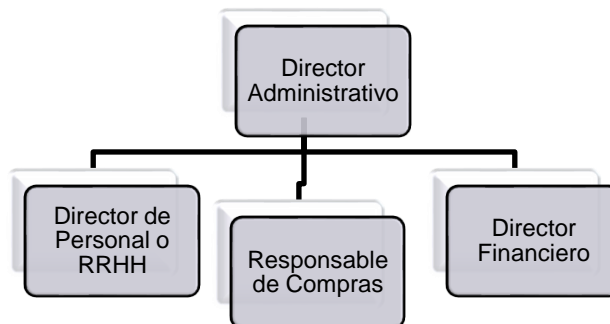 Director
Administrativo
Director de
Personal o
RRHH
Responsable
de Compras
Director
Financiero